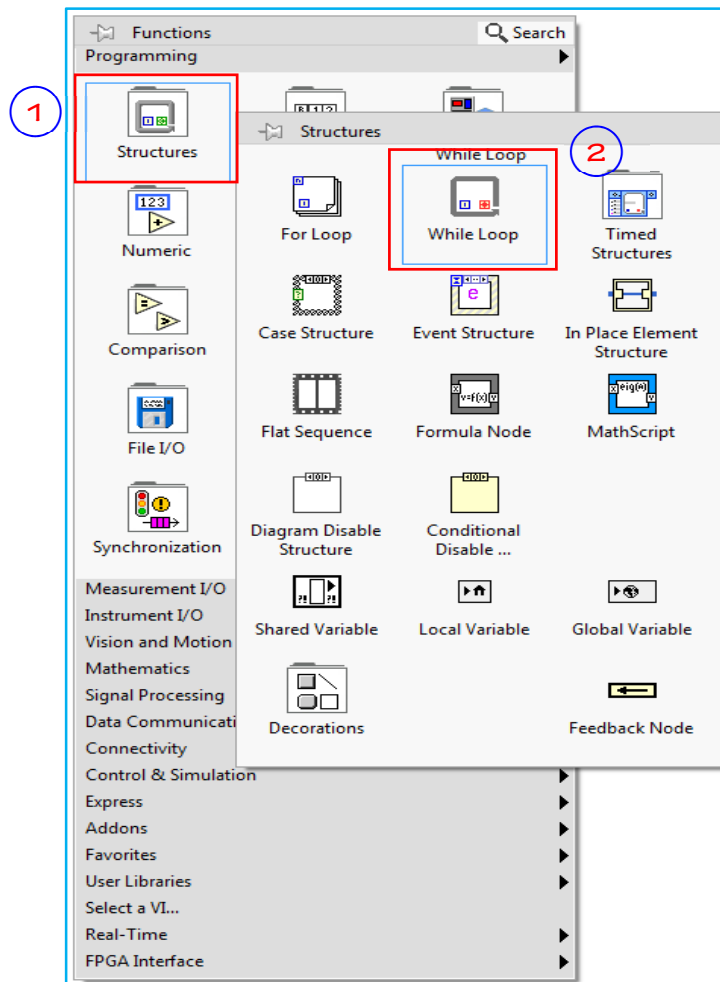 Functions
Search
Programming
1
Structures
Structures
While Loop
2
For Loop
While Loop
Timed
Structures
123
Numeric
Case Structure
Event Structure
In Place Element
Structure
Comparison
Flat Sequence
Formula Node
MathScript
File I/O
Diagram Disable
Structure
Conditional
Disable ...
Synchronization
Measurement I/O
Instrument I/O
Vision and Motion
Mathematics
Signal Processing
Data Communicati
Connectivity
Control & Simulation
Express
Addons
Favorites
User Libraries
Select a VI...
Real-Time
FPGA Interface
Shared Variable
Local Variable
Global Variable
Decorations
Feedback Node